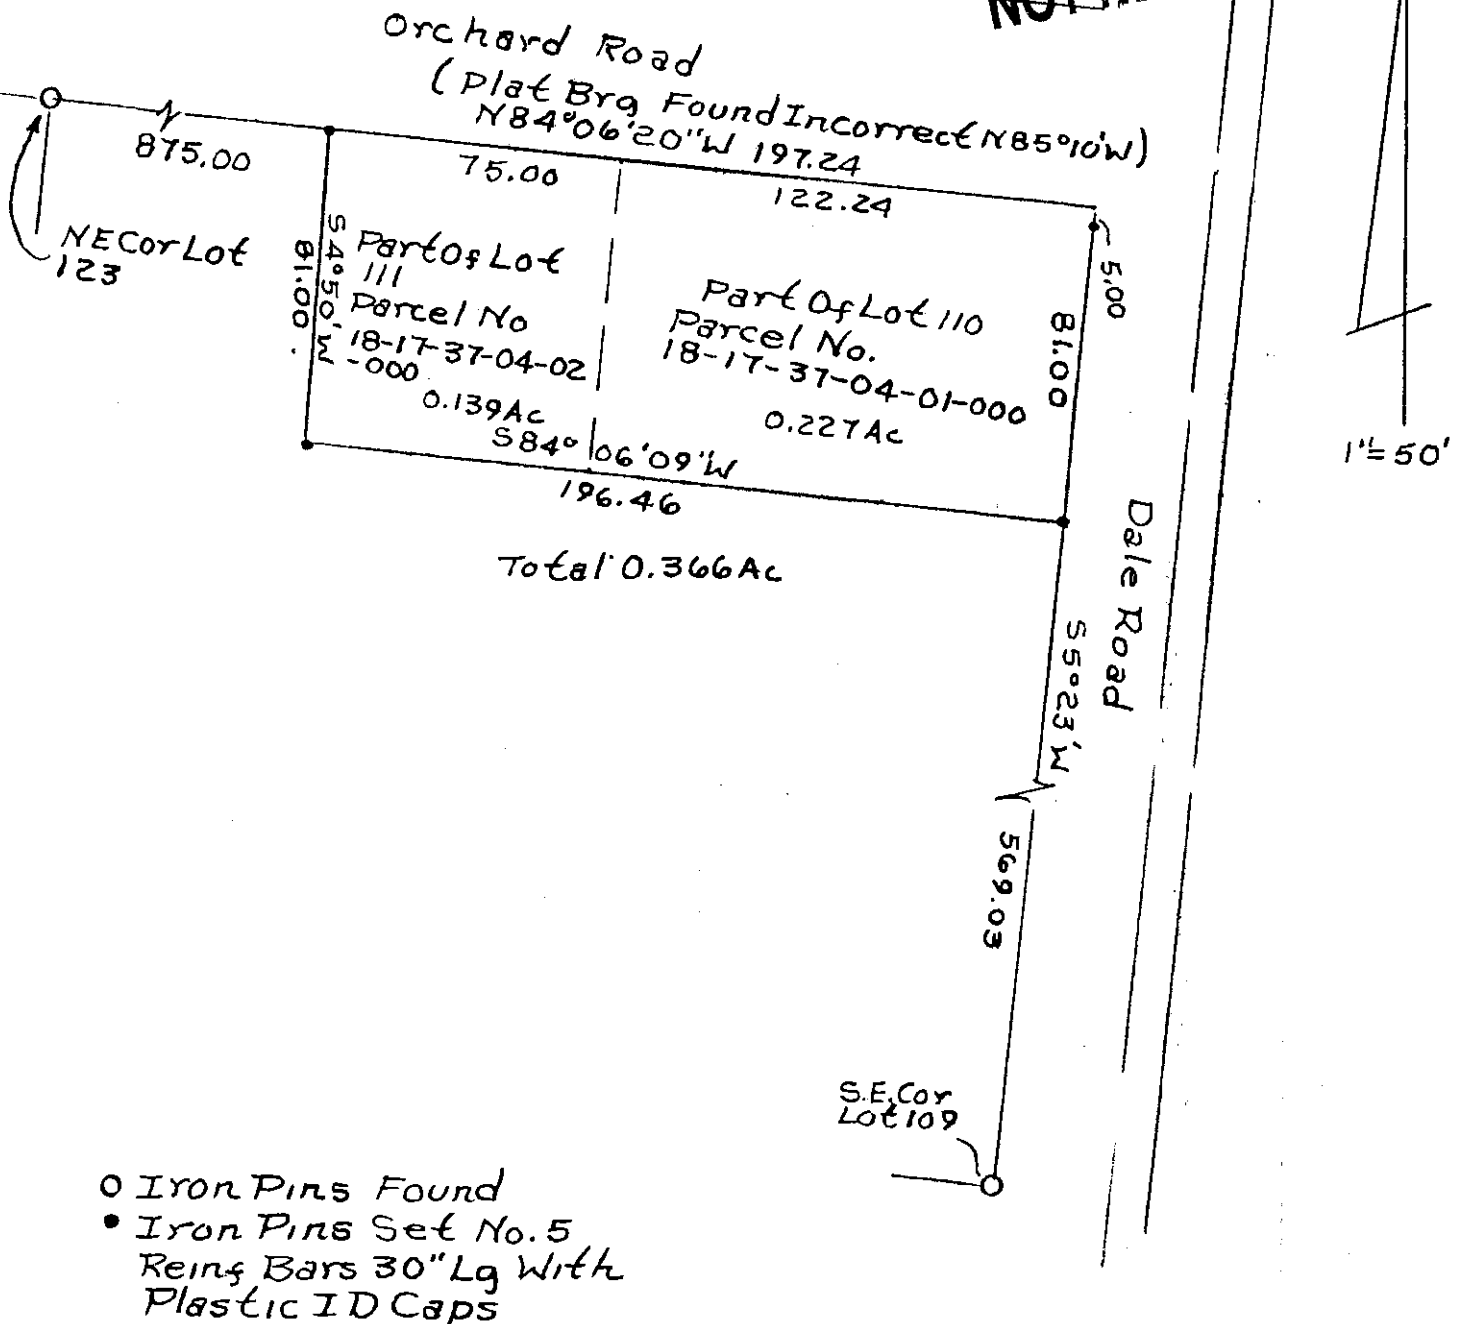 Orchard Road
(Plat Brg Found Incorrect N85°10'W)
N84°06'20"W 197.24
875.00
75.00
122.24
5.00
NE Cor Lot
123
S4°50'W
81.00
Part Of Lot
111
Parcel No
18-17-37-04-02
-000
0.139Ac
Part Of Lot 110
Parcel No.
18-17-37-04-01-000
0.227Ac
81.00
S84°06'09"W
196.46
Total 0.366Ac
1"=50'
Dale Road
S5°23'W
569.03
S.E. Cor
Lot 109
Iron Pins Found
Iron Pins Set No. 5
Reinf Bars 30" Lg With
Plastic ID Caps